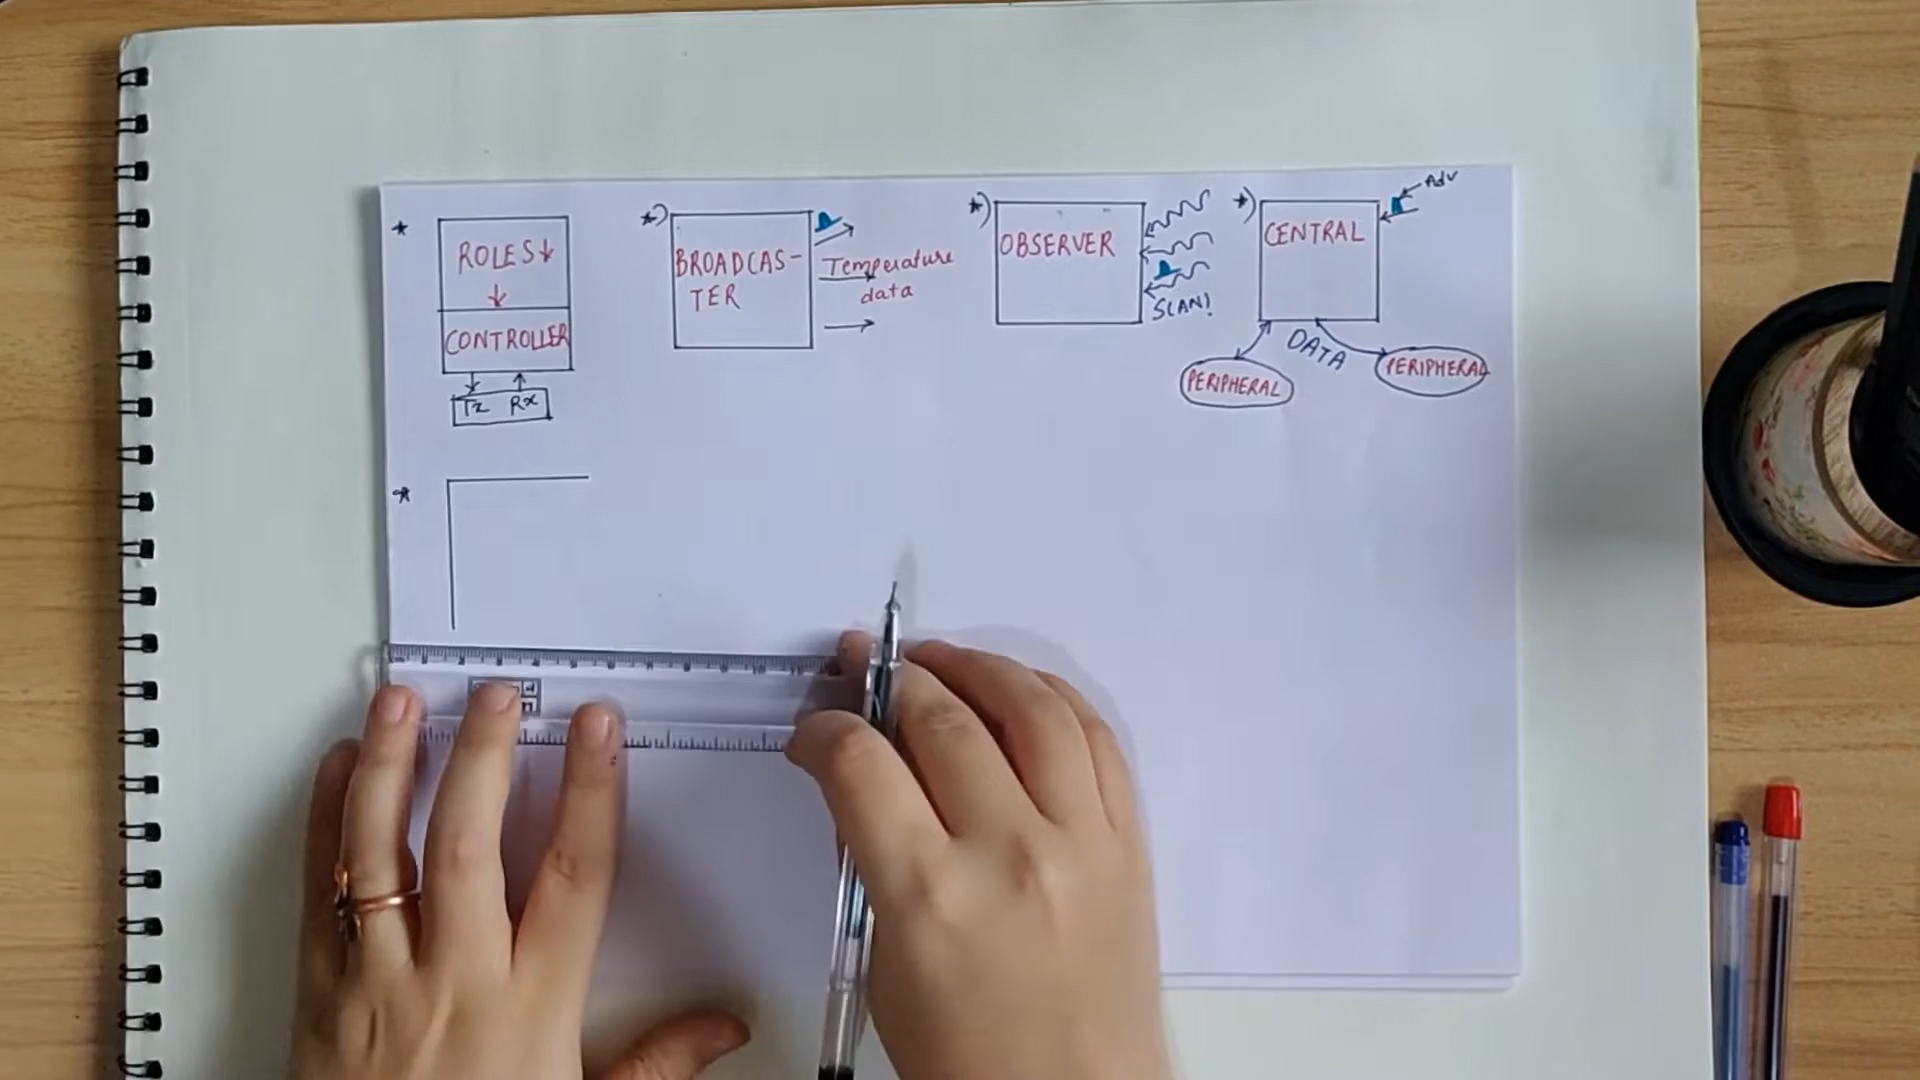 ROLES↓
↓
CONTROLLER
Tx Rx
BROADCAS-
TER
Temperature
data
OBSERVER
SCAN!
CENTRAL
Adv
DATA
PERIPHERAL
PERIPHERAL